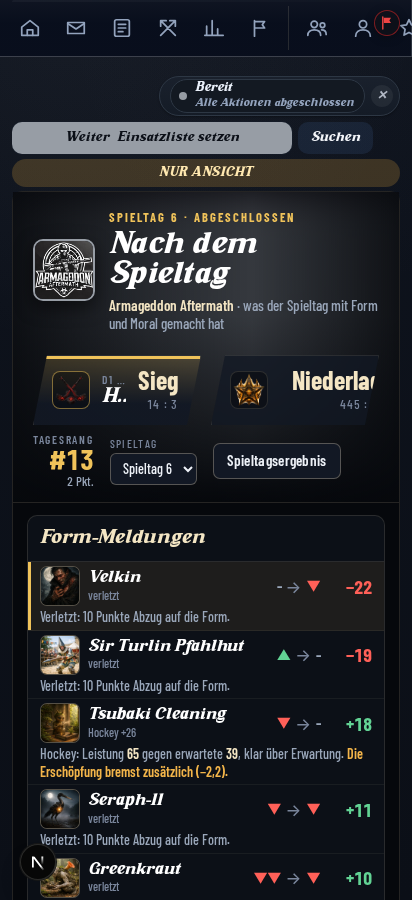 Bereit
Alle Aktionen abgeschlossen
✕
Weiter Einsatzliste setzen
Suchen
NUR ANSICHT
SPIELTAG 6 · ABGESCHLOSSEN
Nach dem
Spieltag
ARMAGEDDON
AFTERMATH
Armageddon Aftermath · was der Spieltag mit Form
und Moral gemacht hat
D1 ...
H..
Sieg
14 : 3
Niederlag
445 :
TAGESRANG
#13
2 Pkt.
SPIELTAG
Spieltag 6
Spieltagsergebnis
Form-Meldungen
Velkin
verletzt
- → ▼ −22
Verletzt: 10 Punkte Abzug auf die Form.
Sir Turlin Pfahlhut
verletzt
▲ → - −19
Verletzt: 10 Punkte Abzug auf die Form.
Tsubaki Cleaning
Hockey +26
▼ → - +18
Hockey: Leistung 65 gegen erwartete 39, klar über Erwartung. Die
Erschöpfung bremst zusätzlich (−2,2).
Seraph-II
verletzt
▼ → ▼ +11
Verletzt: 10 Punkte Abzug auf die Form.
Greenkraut
verletzt
▼▼ → ▼ +10
N